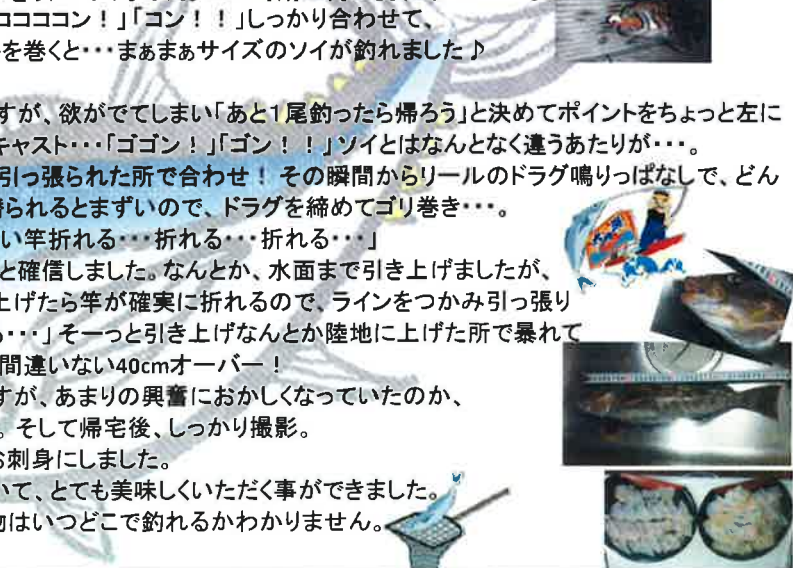 コココココン！」「コン！！」しっかり合わせて、
を巻くと・・・まぁまぁサイズのソイが釣れました♪
すが、欲がでてしまい「あと１尾釣ったら帰ろう」と決めてポイントをちょっと左に
キャスト・・・「ゴゴン！」「ゴン！！」ソイとはなんとなく違うあたりが・・・。
引っ張られた所で合わせ！ その瞬間からリールのドラグ鳴りっぱなしで、どん
られるとまずいので、ドラグを締めてゴリ巻き・・・。
い竿折れる・・・折れる・・・折れる・・・」
と確信しました。なんとか、水面まで引き上げましたが、
上げたら竿が確実に折れるので、ラインをつかみ引っ張り
・・・」そーっと引き上げなんとか陸地に上げた所で暴れて
間違いない40cmオーバー！
すが、あまりの興奮におかしくなっていたのか、
。そして帰宅後、しっかり撮影。
お刺身にしました。
いて、とても美味しくいただく事ができました。
物はいつどこで釣れるかわかりません。